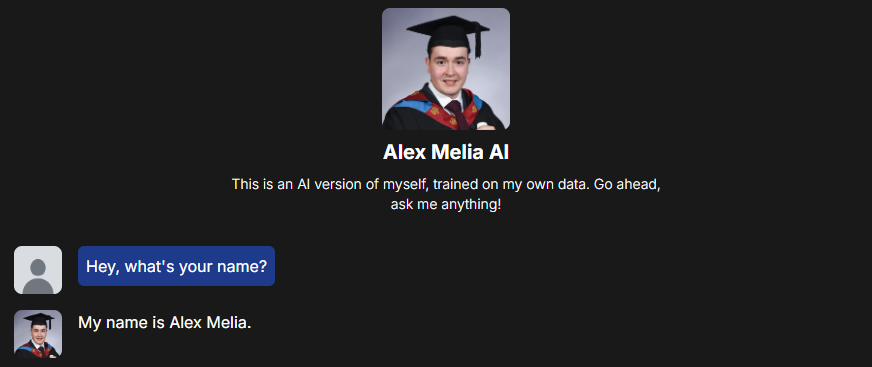 Alex Melia AI
This is an AI version of myself, trained on my own data. Go ahead,
ask me anything!
Hey, what's your name?
My name is Alex Melia.